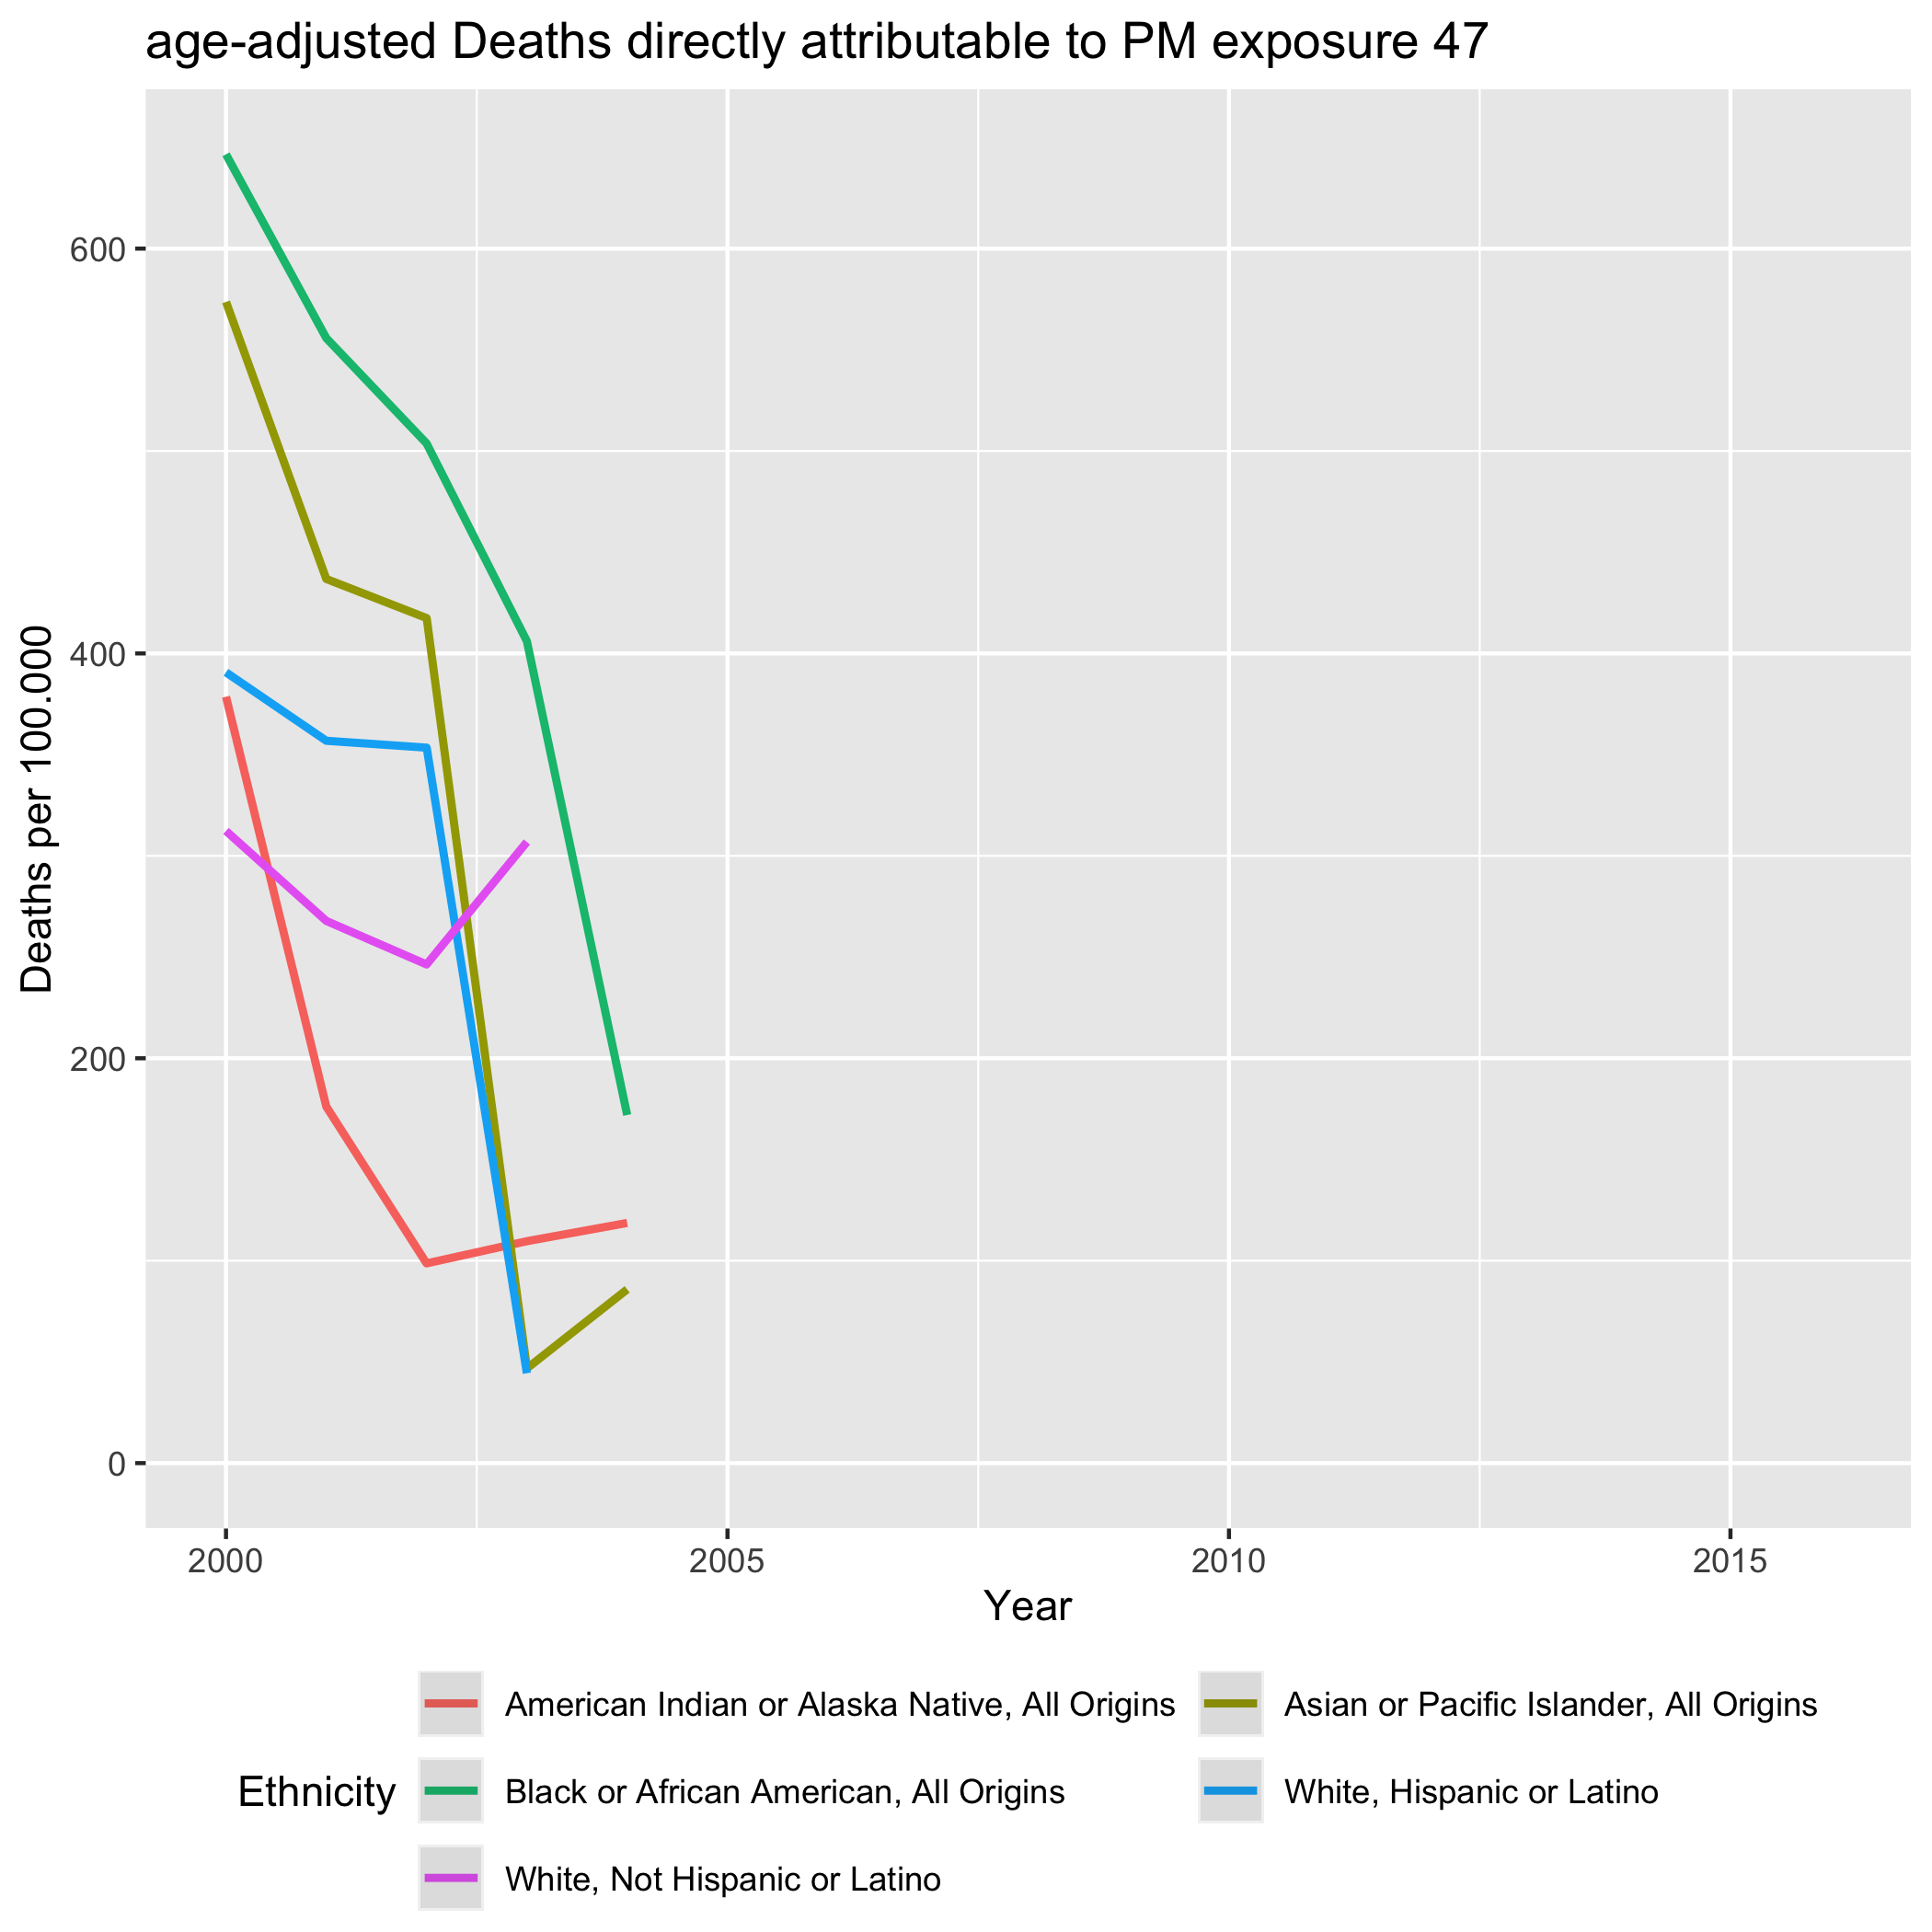 age-adjusted Deaths directly attributable to PM exposure 47
Deaths per 100.000
600
400
200
0
2000 2005 2010 2015
Year
Ethnicity
American Indian or Alaska Native, All Origins
Asian or Pacific Islander, All Origins
Black or African American, All Origins
White, Hispanic or Latino
White, Not Hispanic or Latino